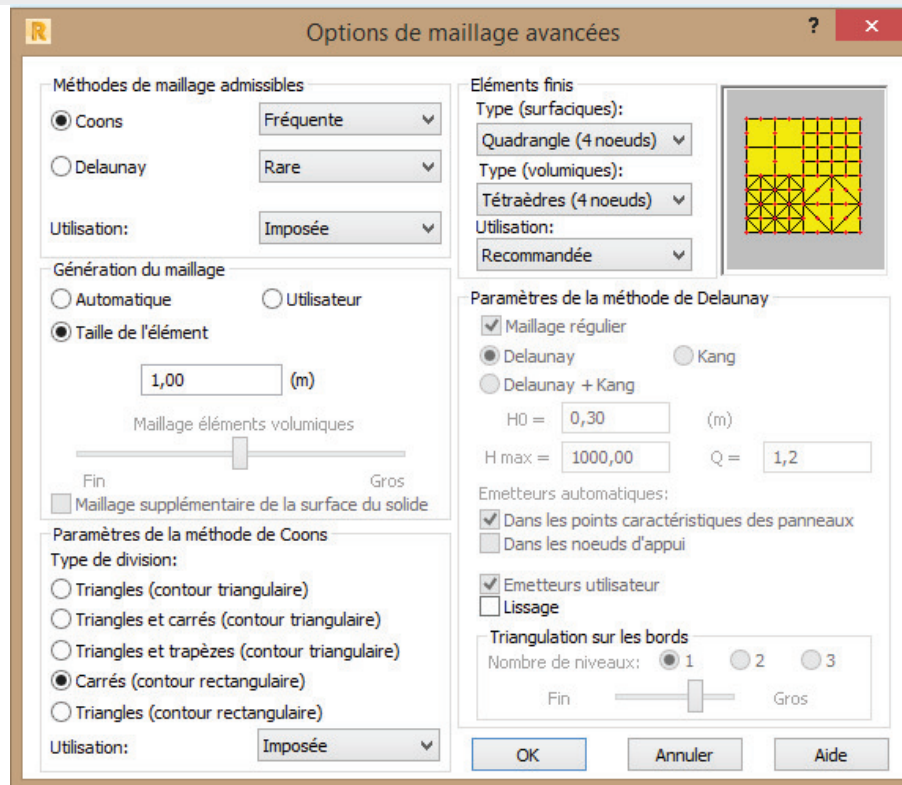 R
Options de maillage avancées
?
×
Méthodes de maillage admissibles
Coons
Fréquente
Delaunay
Rare
Utilisation:
Imposée
Génération du maillage
Automatique
Utilisateur
Taille de l'élément
1,00
(m)
Maillage éléments volumiques
Fin
Gros
Maillage supplémentaire de la surface du solide
Paramètres de la méthode de Coons
Type de division:
Triangles (contour triangulaire)
Triangles et carrés (contour triangulaire)
Triangles et trapèzes (contour triangulaire)
Carrés (contour rectangulaire)
Triangles (contour rectangulaire)
Utilisation:
Imposée
Eléments finis
Type (surfaciques):
Quadrangle (4 noeuds)
Type (volumiques):
Tétraèdres (4 noeuds)
Utilisation:
Recommandée
Paramètres de la méthode de Delaunay
Maillage régulier
Delaunay
Kang
Delaunay + Kang
H0 =
0,30
(m)
H max =
1000,00
Q =
1,2
Emetteurs automatiques:
Dans les points caractéristiques des panneaux
Dans les noeuds d'appui
Emetteurs utilisateur
Lissage
Triangulation sur les bords
Nombre de niveaux:
1
2
3
Fin
Gros
OK
Annuler
Aide